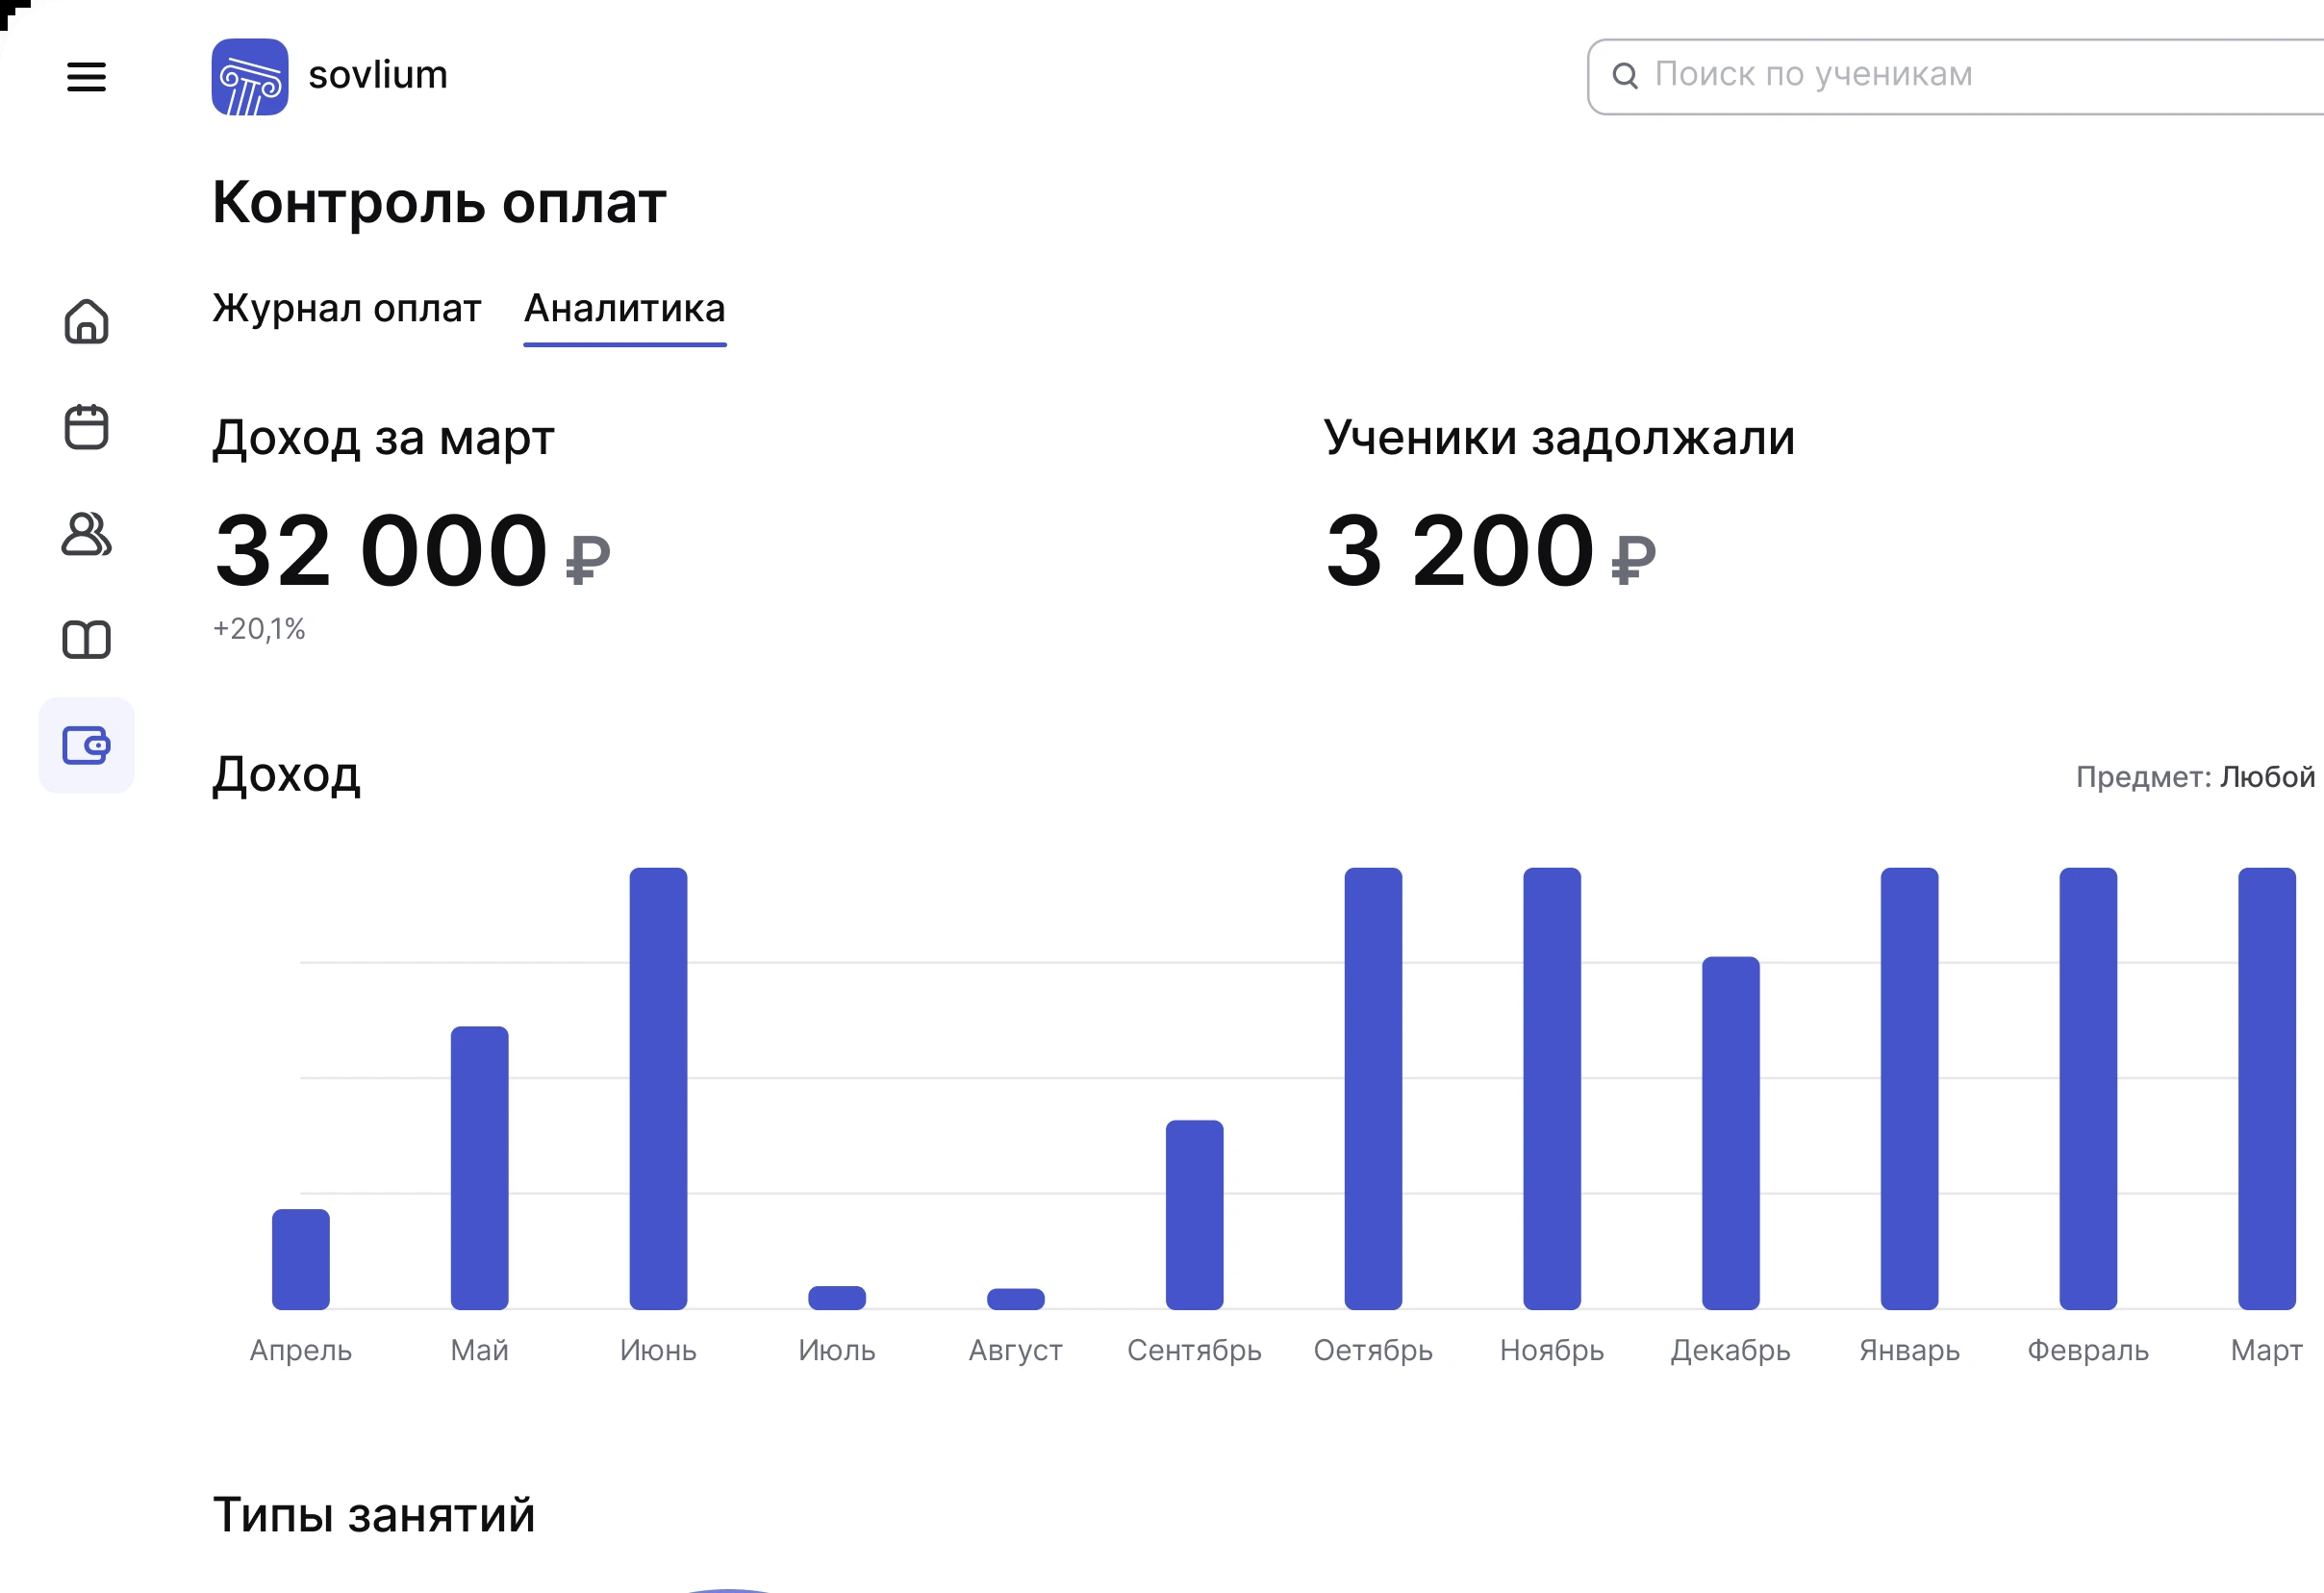 sovlium
Поиск по ученикам
Контроль оплат
Журнал оплат Аналитика
Доход за март
32 000 ₽
+20,1%
Ученики задолжали
3 200 ₽
Доход
Предмет: Любой
Апрель Май Июнь Июль Август Сентябрь Оетябрь Ноябрь Декабрь Январь Февраль Март
Типы занятий